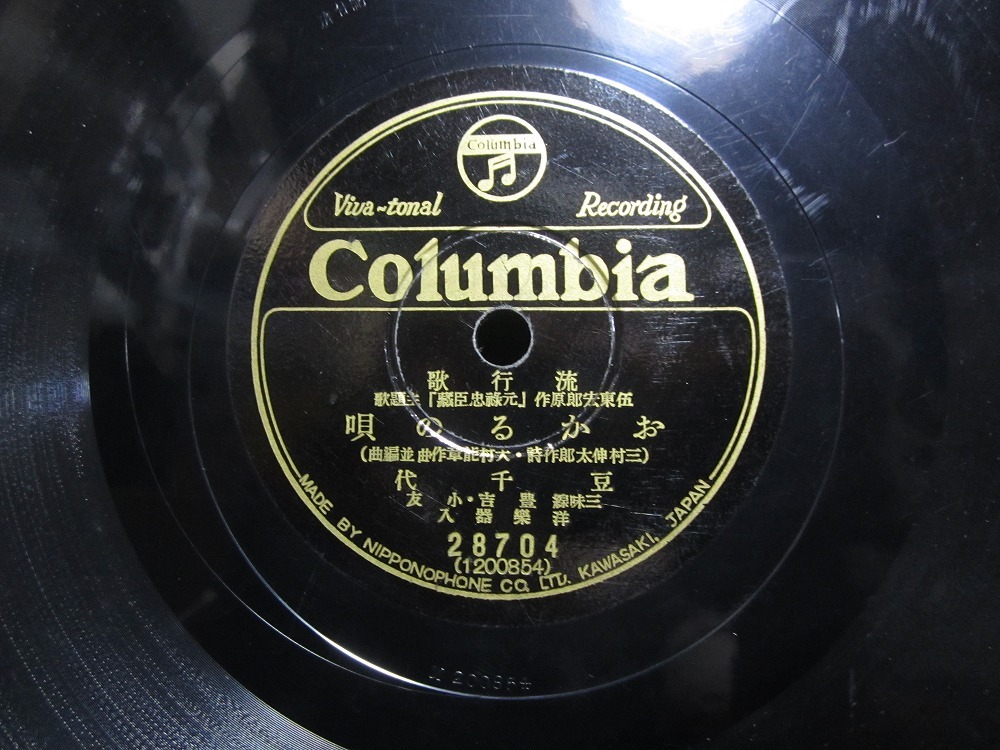 Columbia
Viva-tonal Recording
Columbia
流行歌
伍東宏郎原作『元祿忠臣藏』主題歌
おかるの唄
(三村伸太郎作詩・大村能章作曲並編曲)
豆千代
三味線 豊吉・小友
洋樂器入
28704
(1200854)
MADE BY NIPPONOPHONE CO., LTD. KAWASAKI, JAPAN